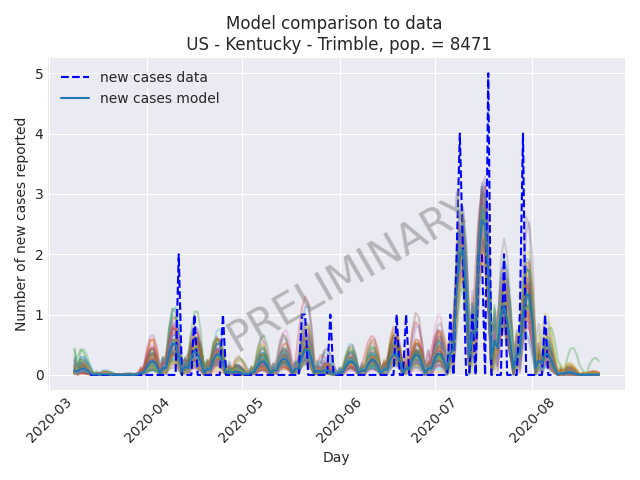 Model comparison to data
US - Kentucky - Trimble, pop. = 8471
new cases data
new cases model
Number of new cases reported
5
4
3
2
1
0
PRELIMINARY
2020-03
2020-04
2020-05
2020-06
2020-07
2020-08
Day